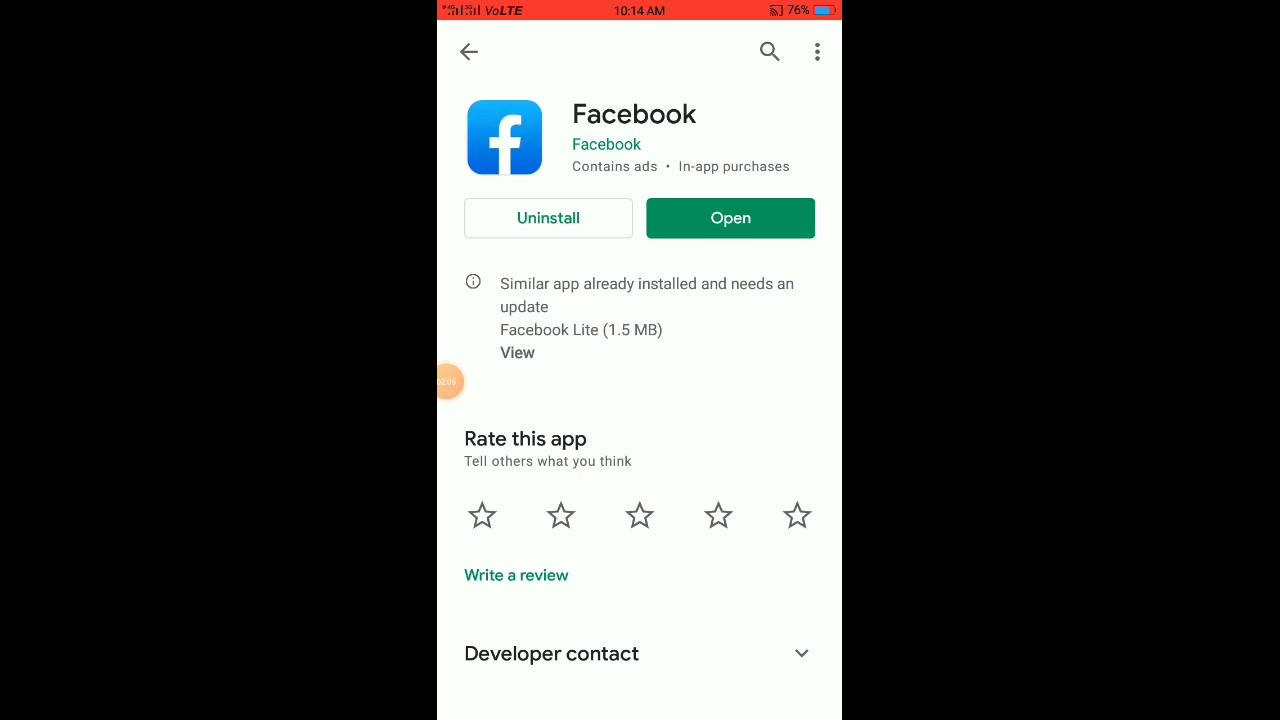 VoLTE 10:14 AM 76%
Facebook
Facebook
Contains ads • In-app purchases
Uninstall Open
Similar app already installed and needs an
update
Facebook Lite (1.5 MB)
View
02:05
Rate this app
Tell others what you think
Write a review
Developer contact